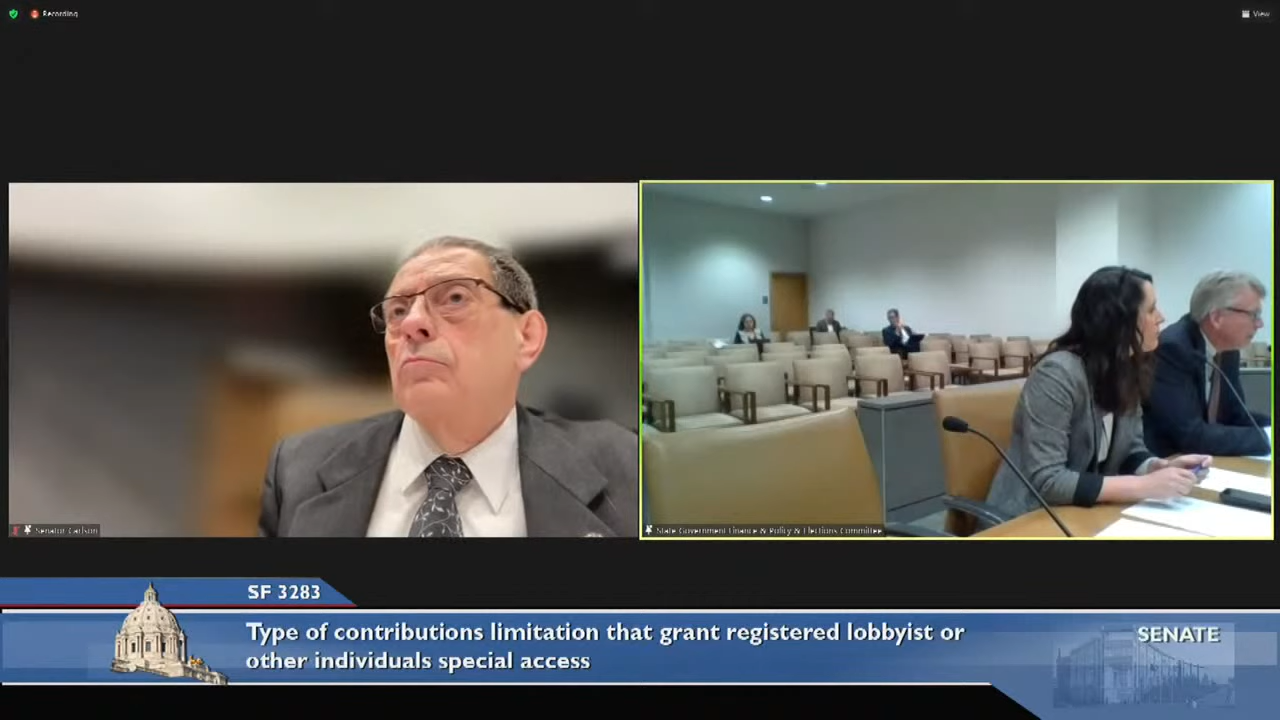 Recording
View
Senator Carlson
State Government Finance & Policy & Elections Committee
SF 3283
Type of contributions limitation that grant registered lobbyist or
other individuals special access
SENATE